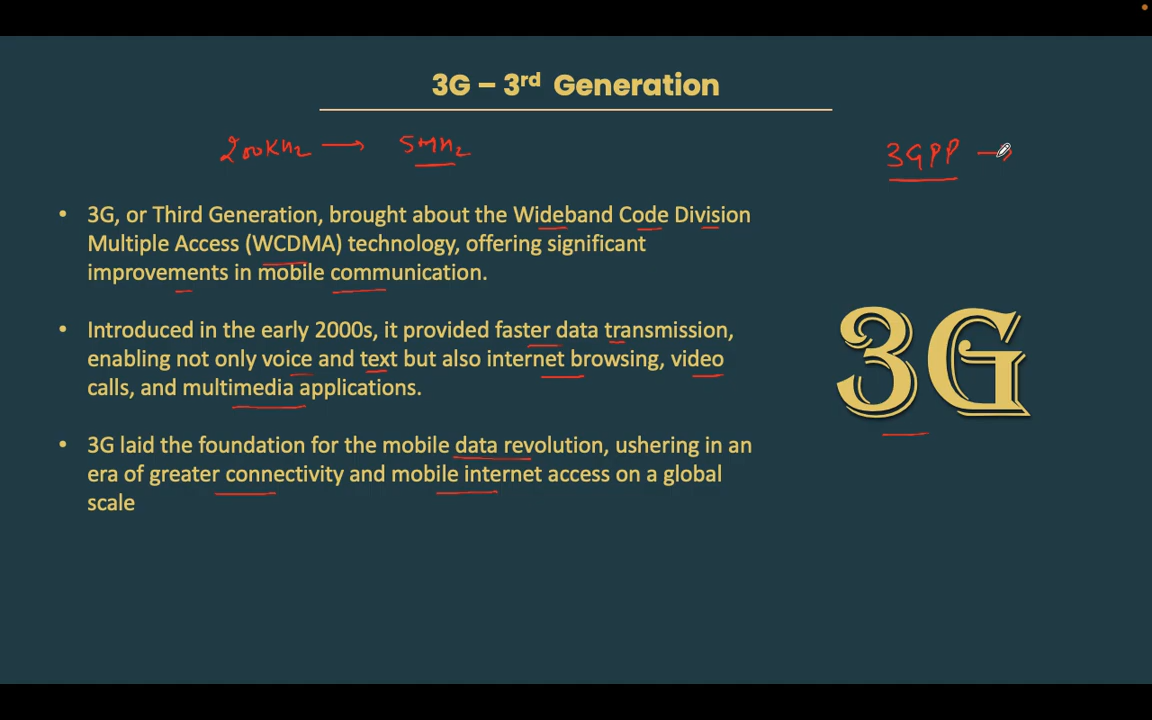 3G – 3rd Generation
200KHz → 5MHz
3GPP →
• 3G, or Third Generation, brought about the Wideband Code Division
Multiple Access (WCDMA) technology, offering significant
improvements in mobile communication.
• Introduced in the early 2000s, it provided faster data transmission,
enabling not only voice and text but also internet browsing, video
calls, and multimedia applications.
• 3G laid the foundation for the mobile data revolution, ushering in an
era of greater connectivity and mobile internet access on a global
scale
3G